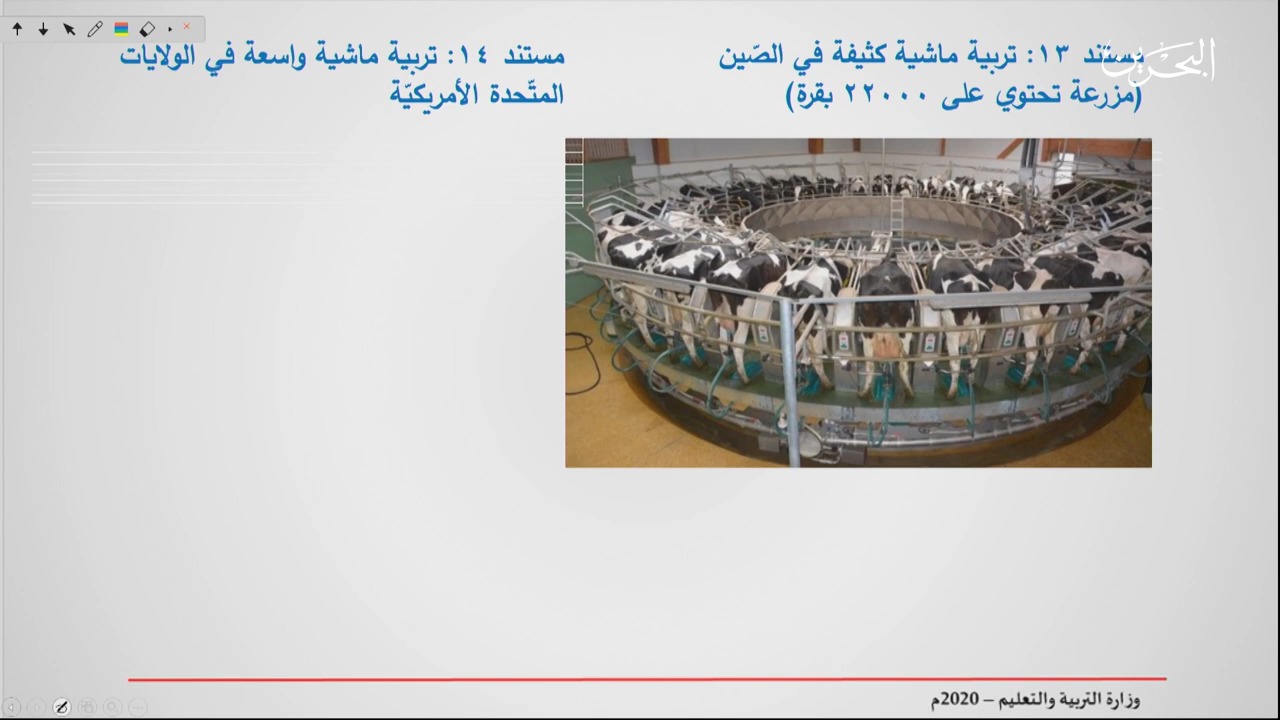 مستند ١٣: تربية ماشية كثيفة في الصّين
(مزرعة تحتوي على ٢٢٠٠٠ بقرة)
مستند ١٤: تربية ماشية واسعة في الولايات
المتّحدة الأمريكيّة
البحرين
وزارة التربية والتعليم – 2020م